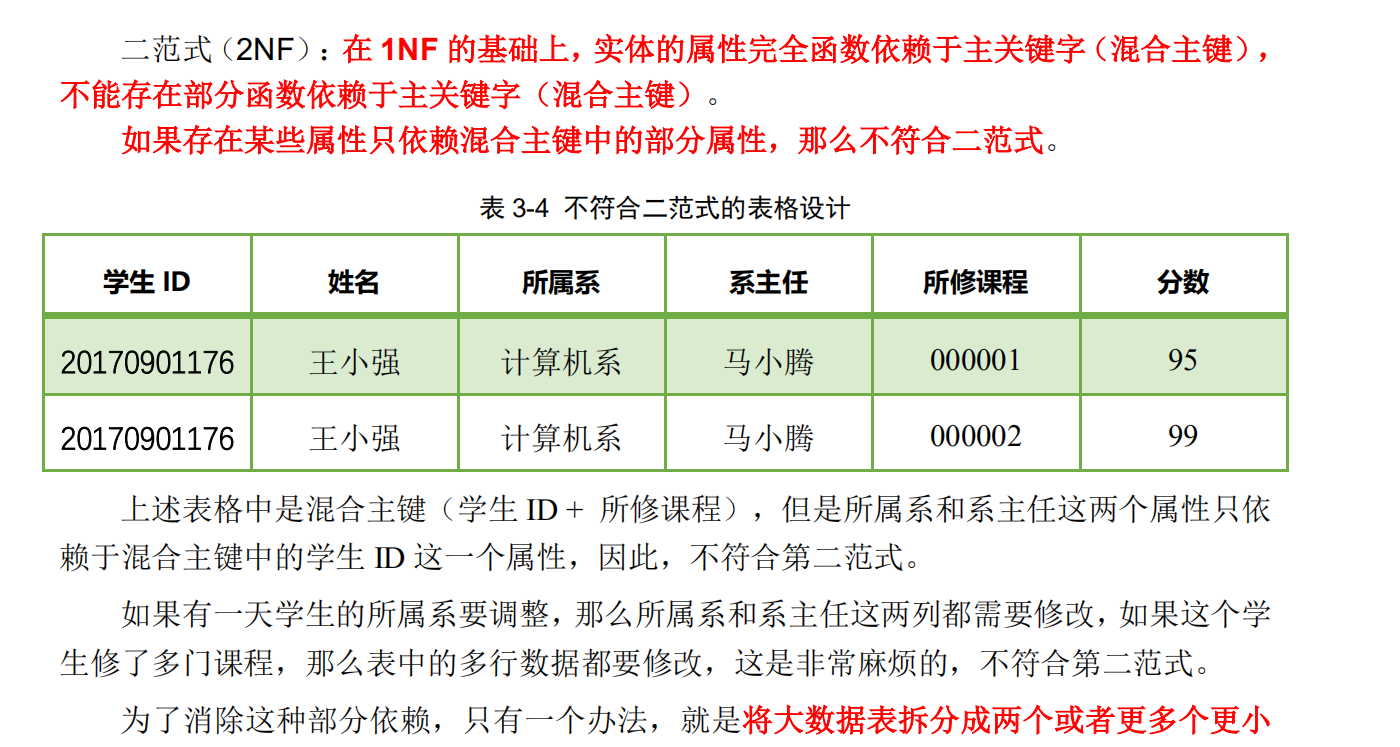 二范式（2NF）：在 1NF 的基础上，实体的属性完全函数依赖于主关键字（混合主键），
不能存在部分函数依赖于主关键字（混合主键）。
如果存在某些属性只依赖混合主键中的部分属性，那么不符合二范式。
表 3-4 不符合二范式的表格设计
学生 ID 姓名 所属系 系主任 所修课程 分数
20170901176 王小强 计算机系 马小腾 000001 95
20170901176 王小强 计算机系 马小腾 000002 99
上述表格中是混合主键（学生 ID + 所修课程），但是所属系和系主任这两个属性只依
赖于混合主键中的学生 ID 这一个属性，因此，不符合第二范式。
如果有一天学生的所属系要调整，那么所属系和系主任这两列都需要修改，如果这个学
生修了多门课程，那么表中的多行数据都要修改，这是非常麻烦的，不符合第二范式。
为了消除这种部分依赖，只有一个办法，就是将大数据表拆分成两个或者更多个更小